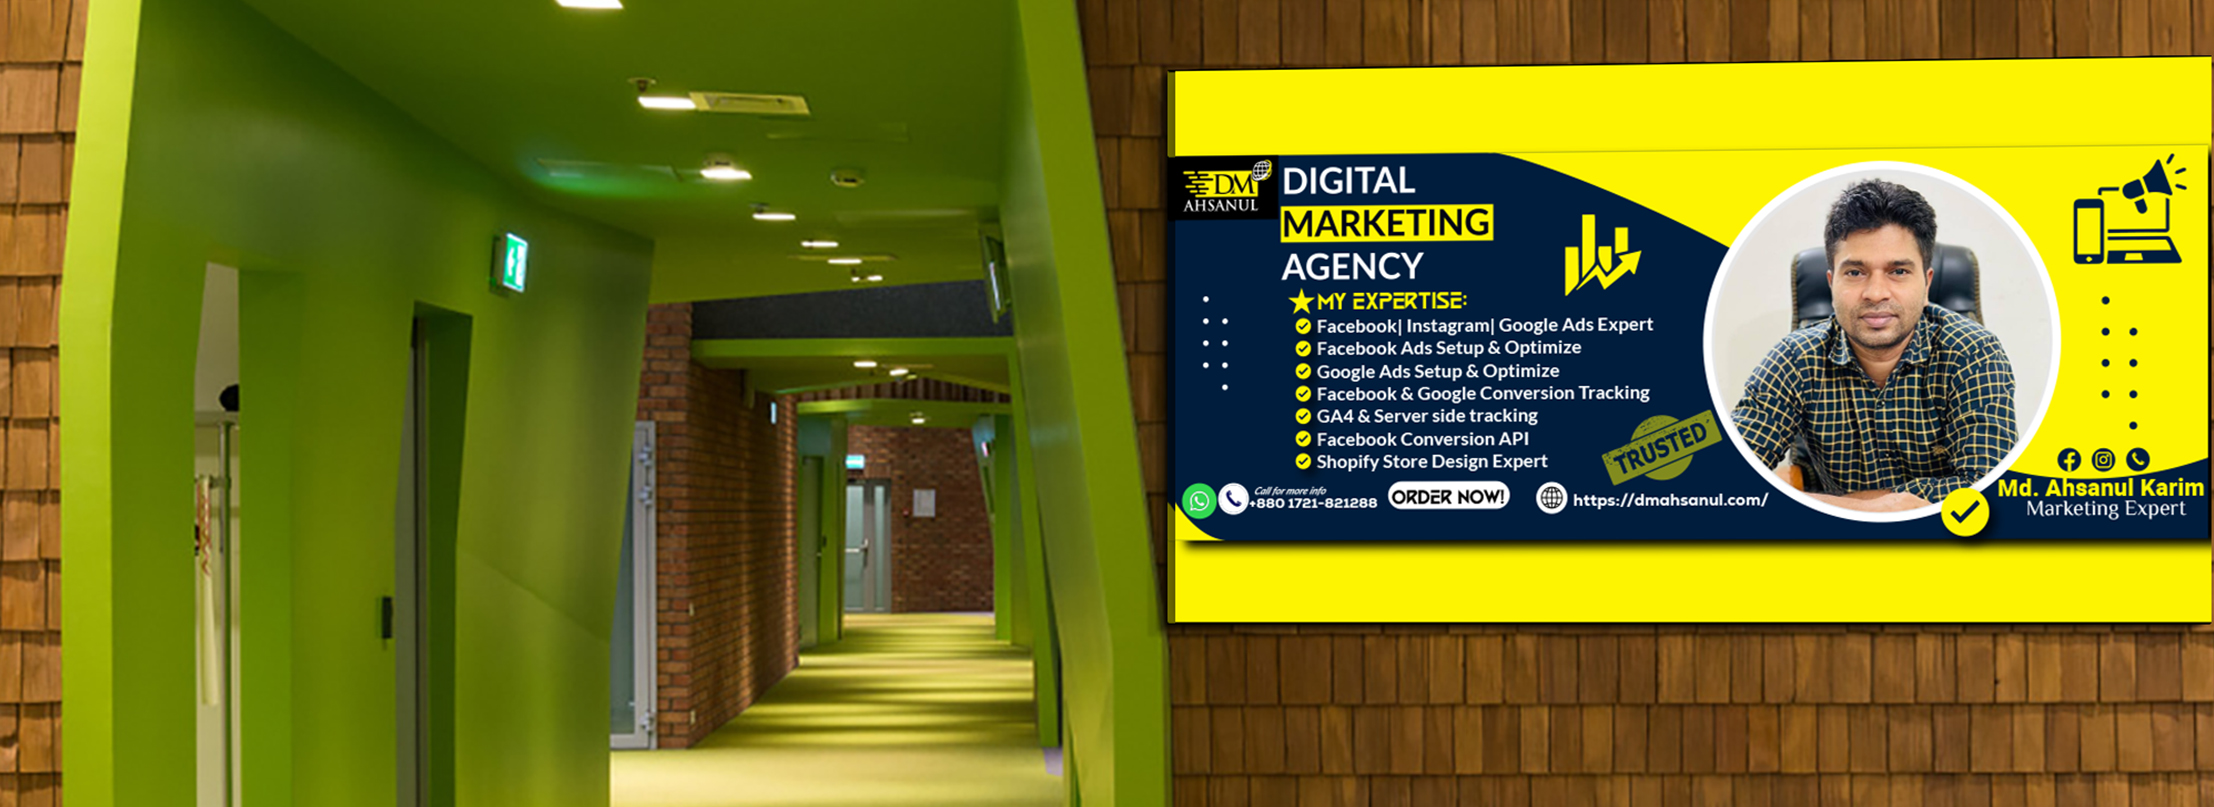 DM
AHSANUL
DIGITAL
MARKETING
AGENCY
MY EXPERTISE:
Facebook| Instagram| Google Ads Expert
Facebook Ads Setup & Optimize
Google Ads Setup & Optimize
Facebook & Google Conversion Tracking
GA4 & Server side tracking
Facebook Conversion API
Shopify Store Design Expert
TRUSTED
Call for more info
+880 1721-821288
ORDER NOW!
https://dmahsanul.com/
Md. Ahsanul Karim
Marketing Expert